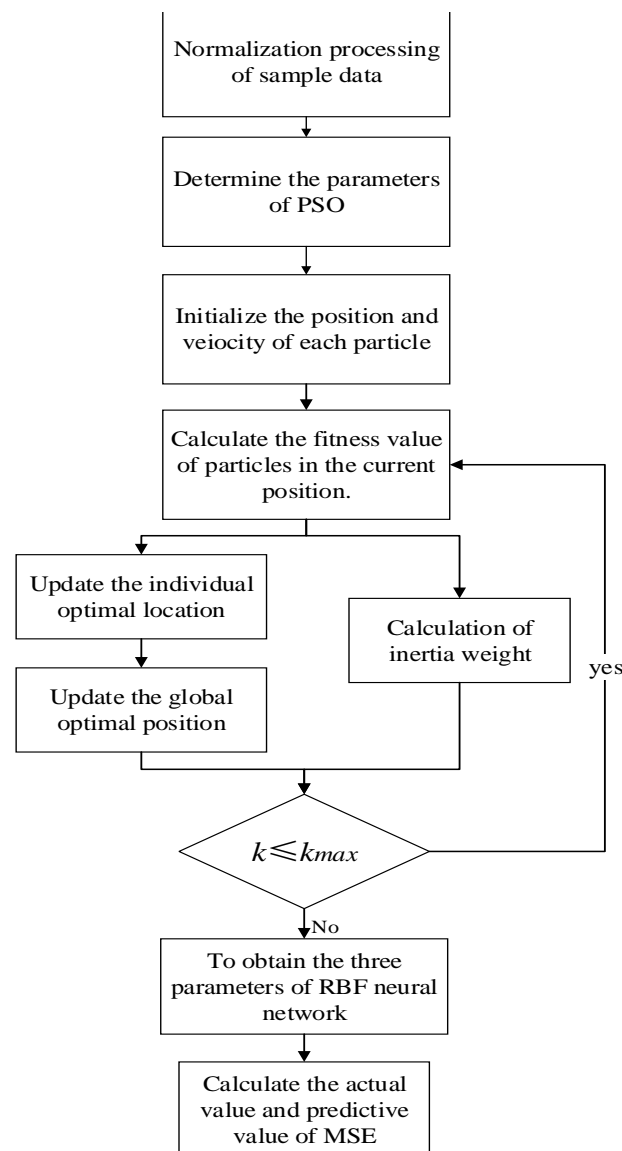 Normalization processing
of sample data
Determine the parameters
of PSO
Initialize the position and
veiocity of each particle
Calculate the fitness value
of particles in the current
position.
Update the individual
optimal location
Calculation of
inertia weight
yes
Update the global
optimal position
k≤kmax
No
To obtain the three
parameters of RBF neural
network
Calculate the actual
value and predictive
value of MSE